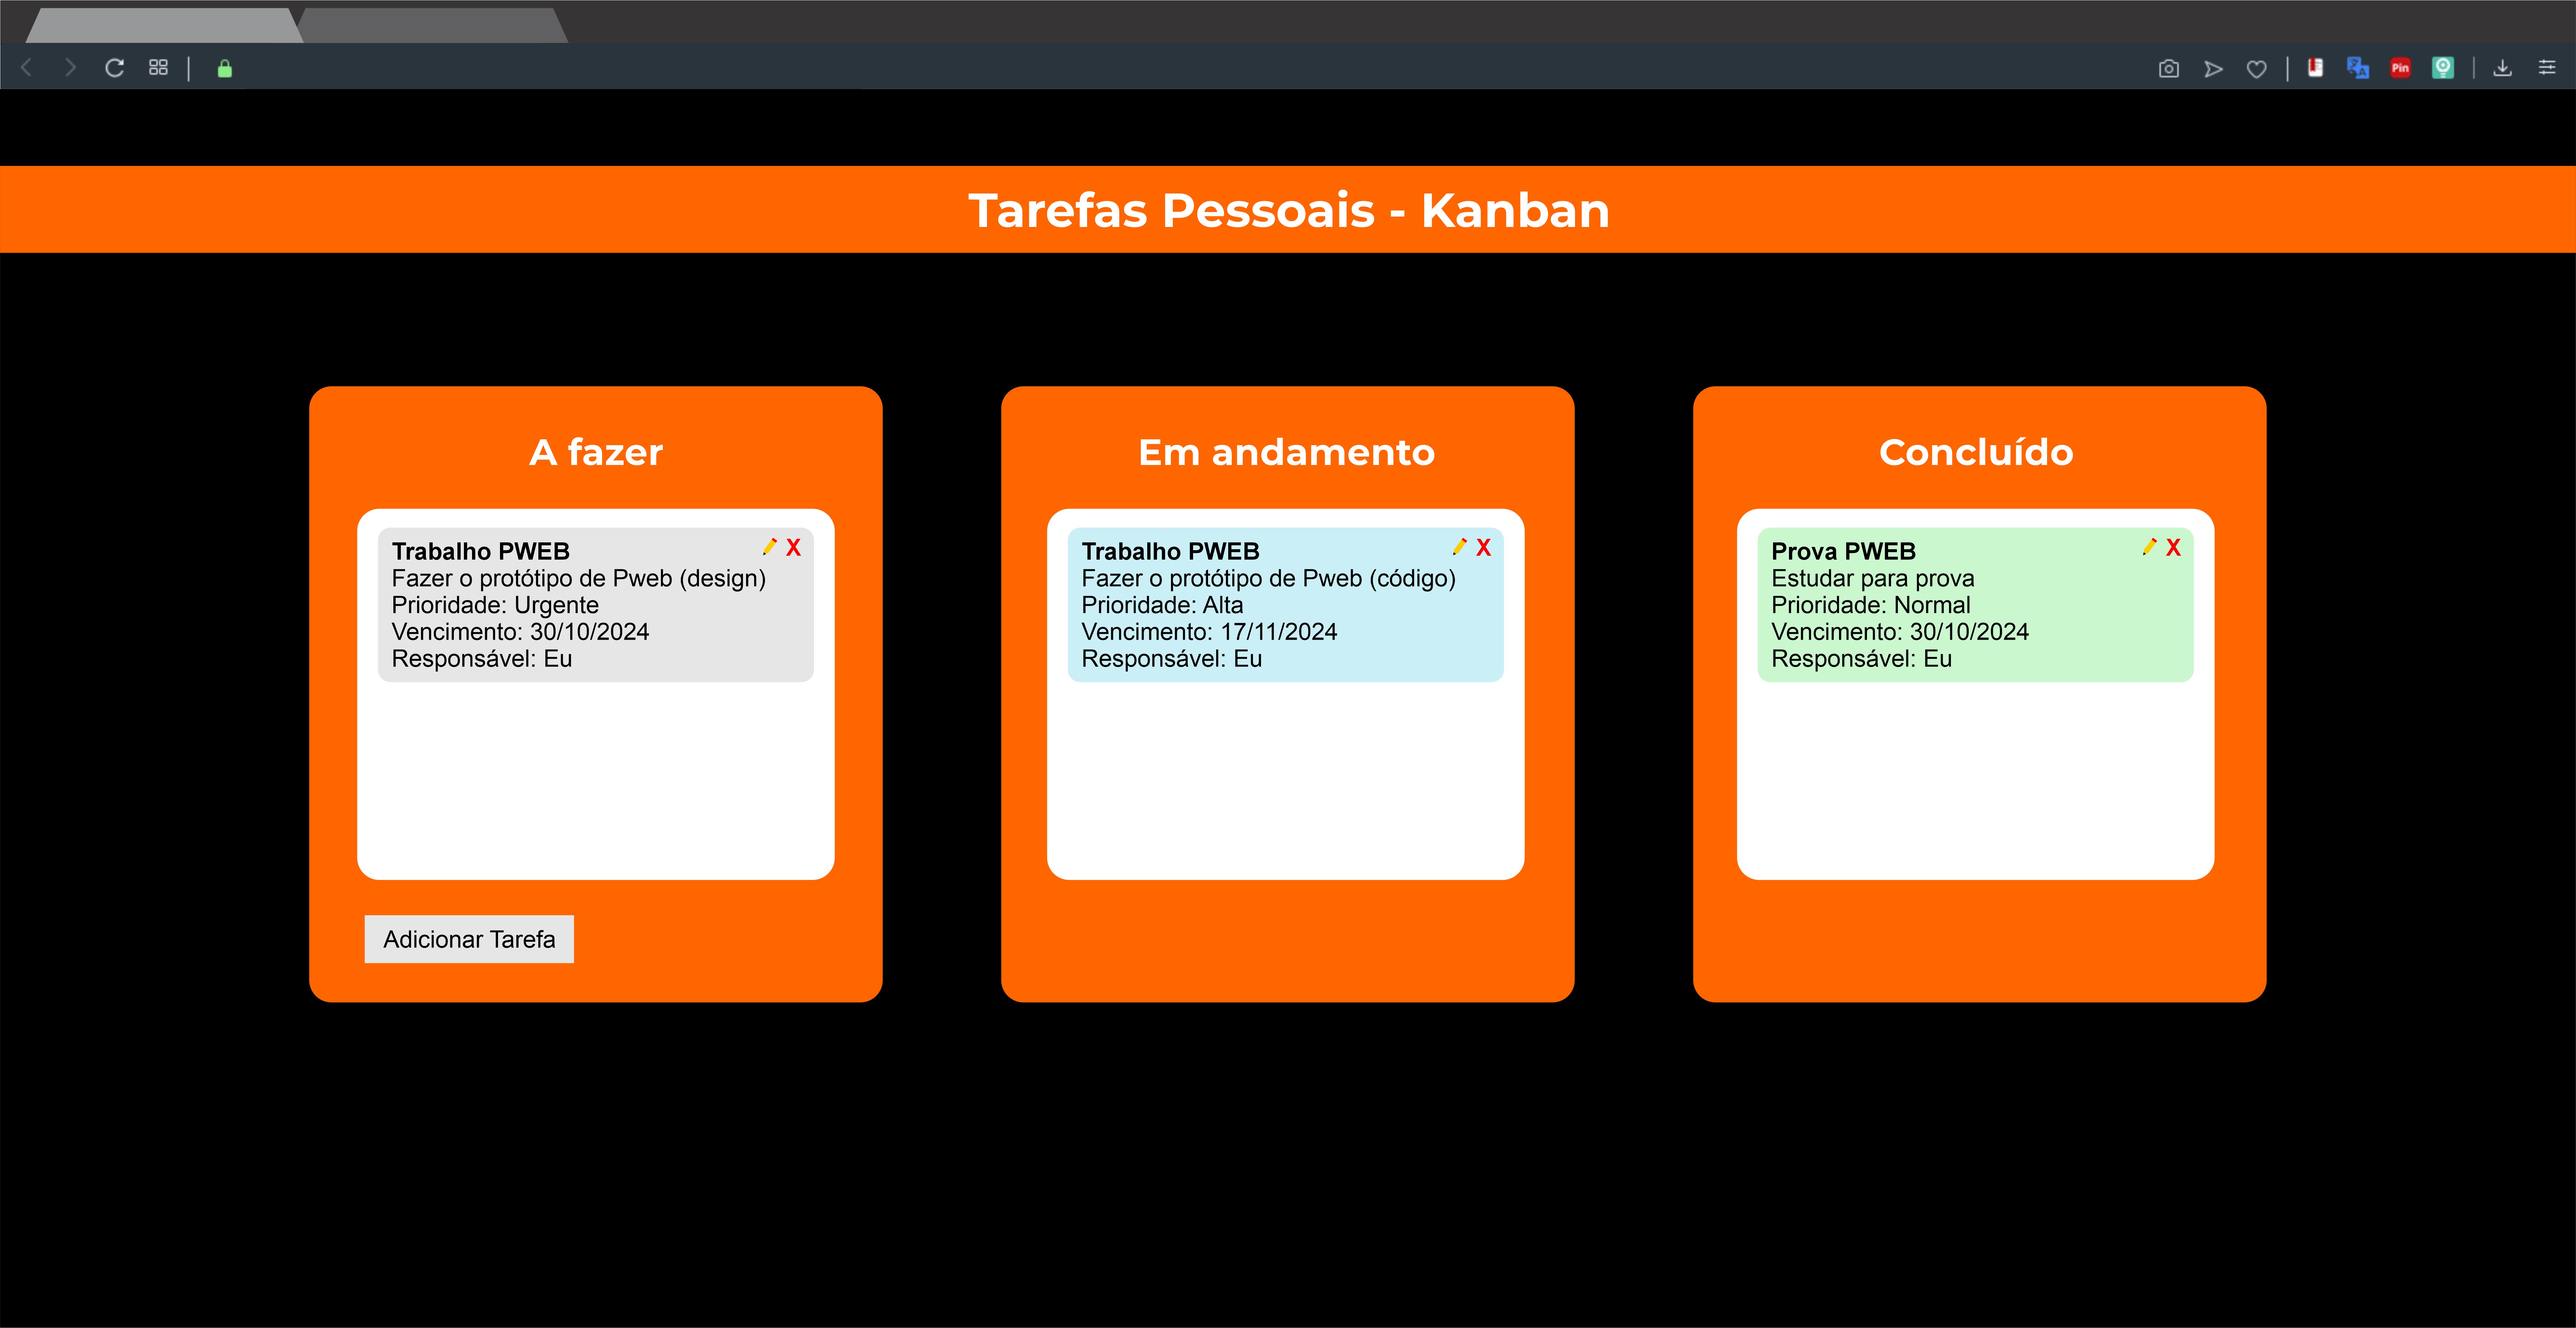 Pin
Tarefas Pessoais - Kanban
A fazer
Trabalho PWEB
X
Fazer o protótipo de Pweb (design)
Prioridade: Urgente
Vencimento: 30/10/2024
Responsável: Eu
Adicionar Tarefa
Em andamento
Trabalho PWEB
X
Fazer o protótipo de Pweb (código)
Prioridade: Alta
Vencimento: 17/11/2024
Responsável: Eu
Concluído
Prova PWEB
X
Estudar para prova
Prioridade: Normal
Vencimento: 30/10/2024
Responsável: Eu